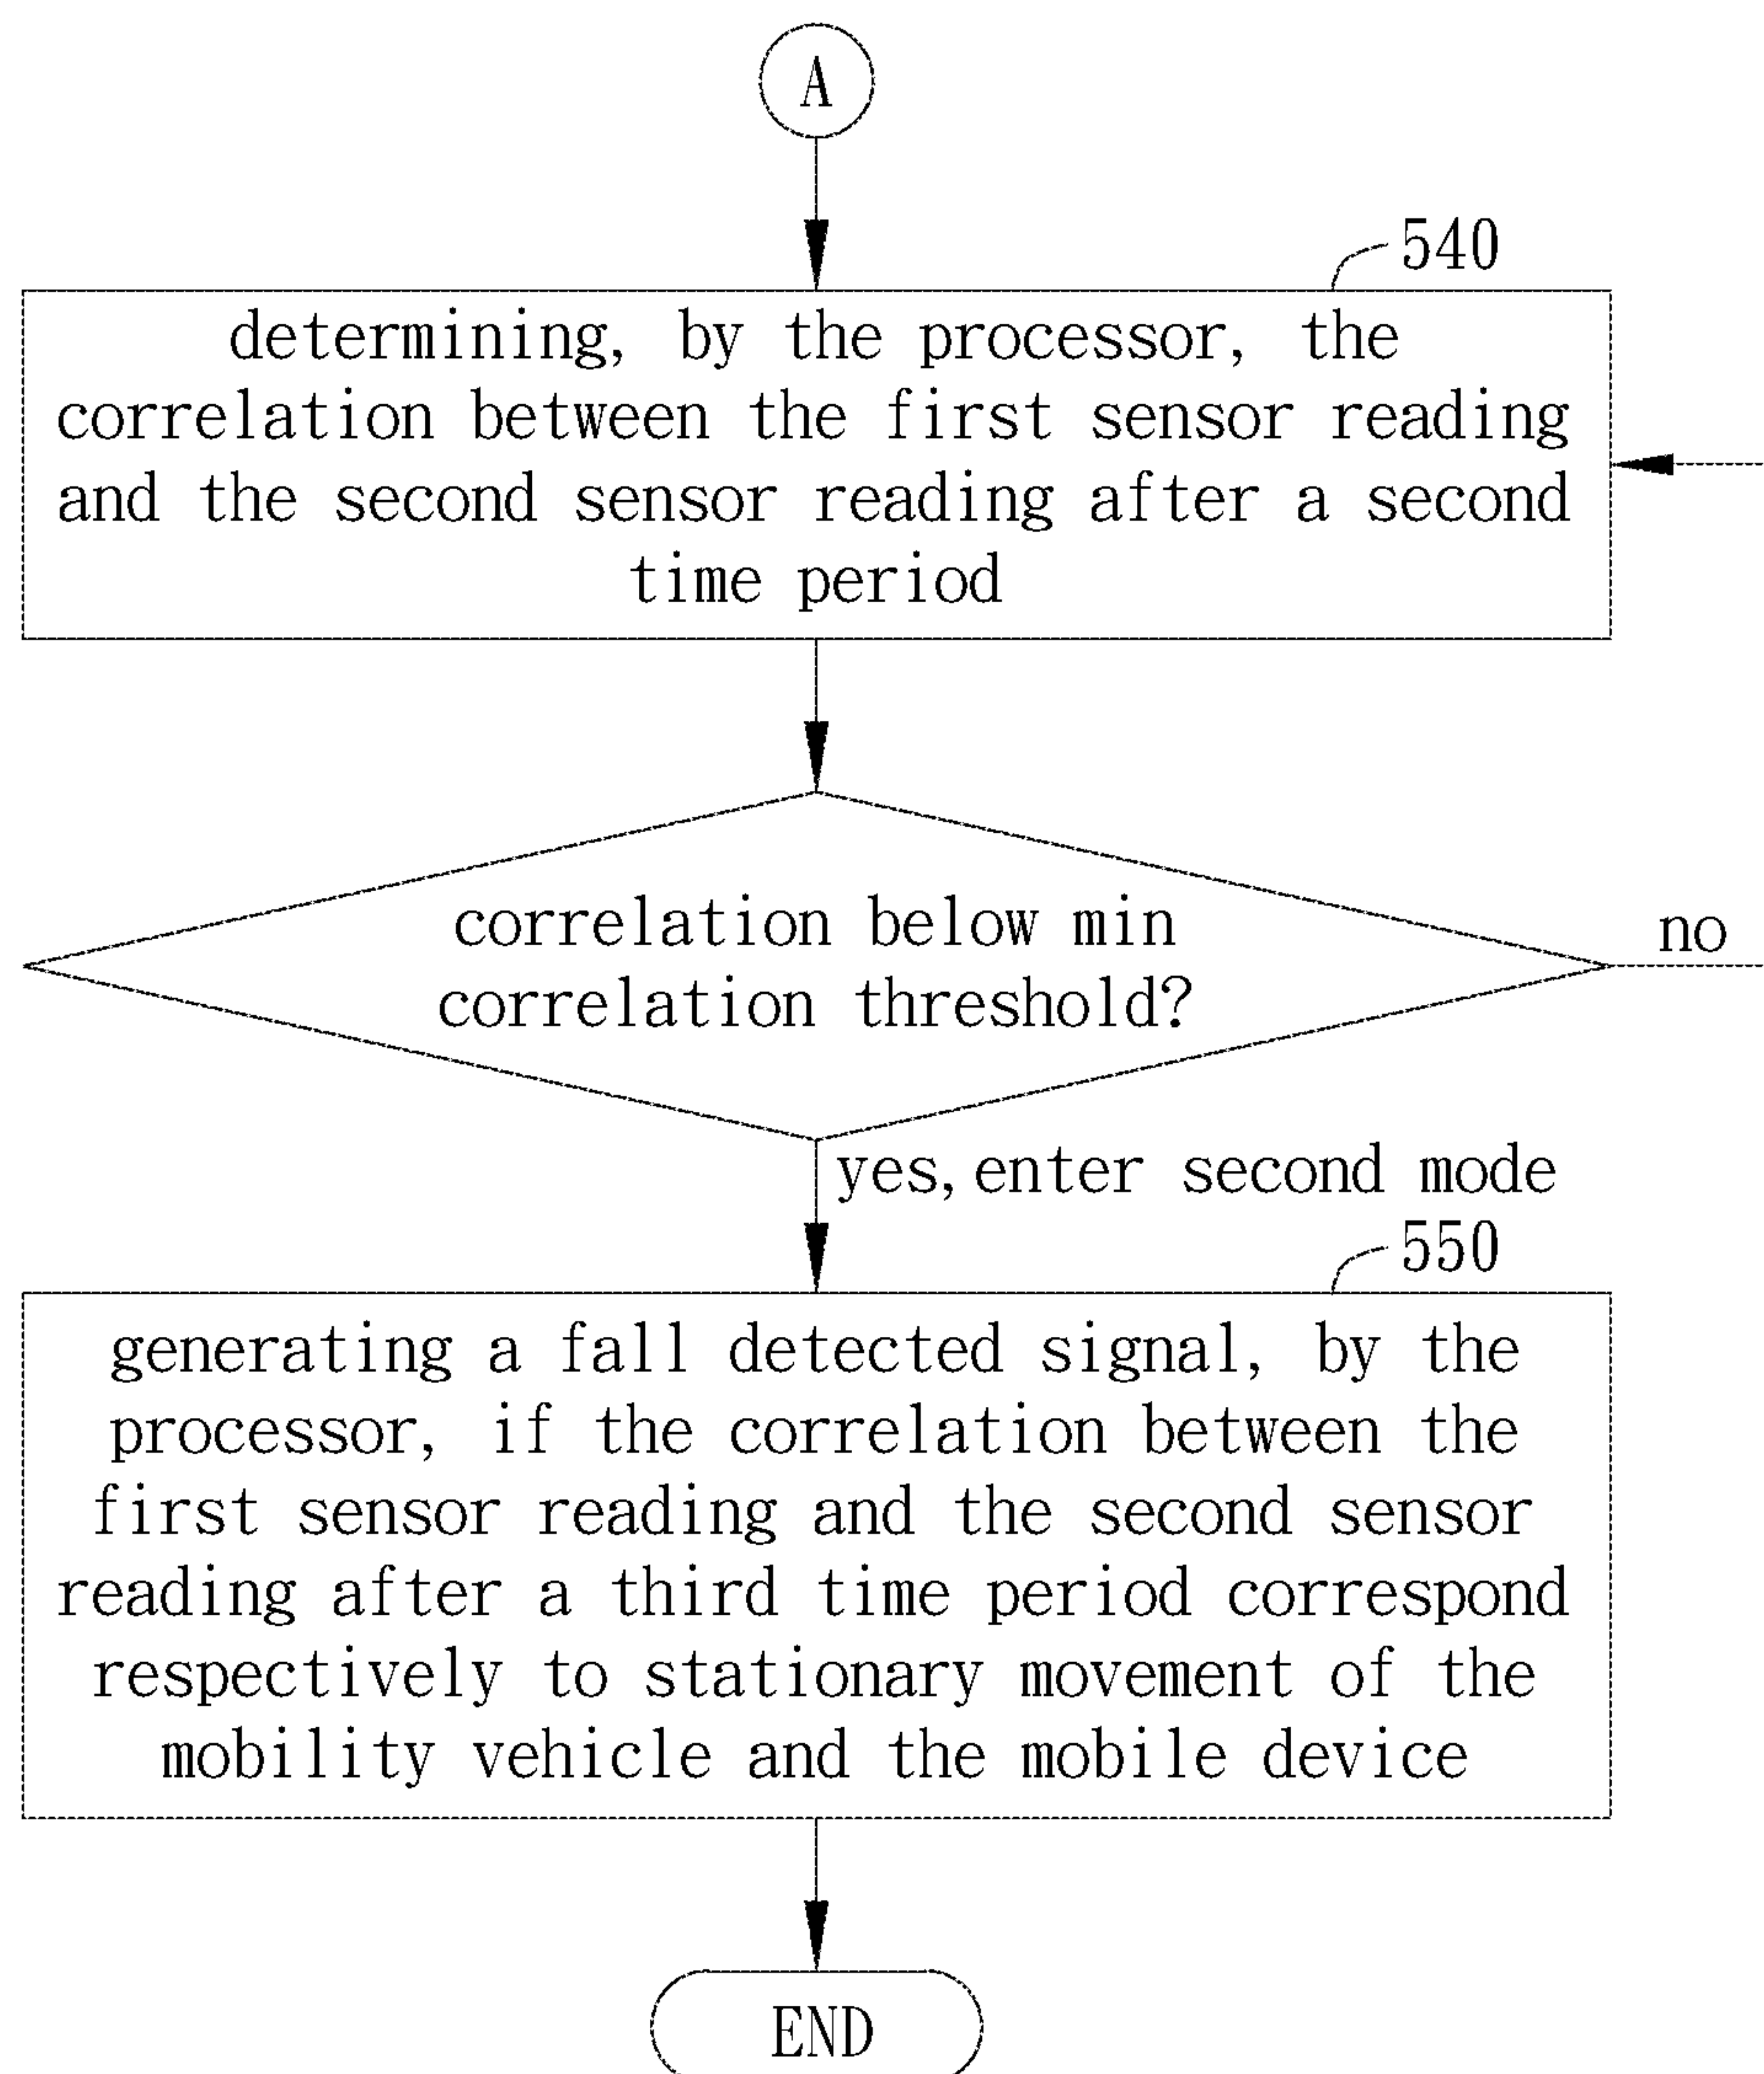 A
540
determining, by the processor, the
correlation between the first sensor reading
and the second sensor reading after a second
time period
correlation below min
correlation threshold?
no
yes, enter second mode
550
generating a fall detected signal, by the
processor, if the correlation between the
first sensor reading and the second sensor
reading after a third time period correspond
respectively to stationary movement of the
mobility vehicle and the mobile device
END